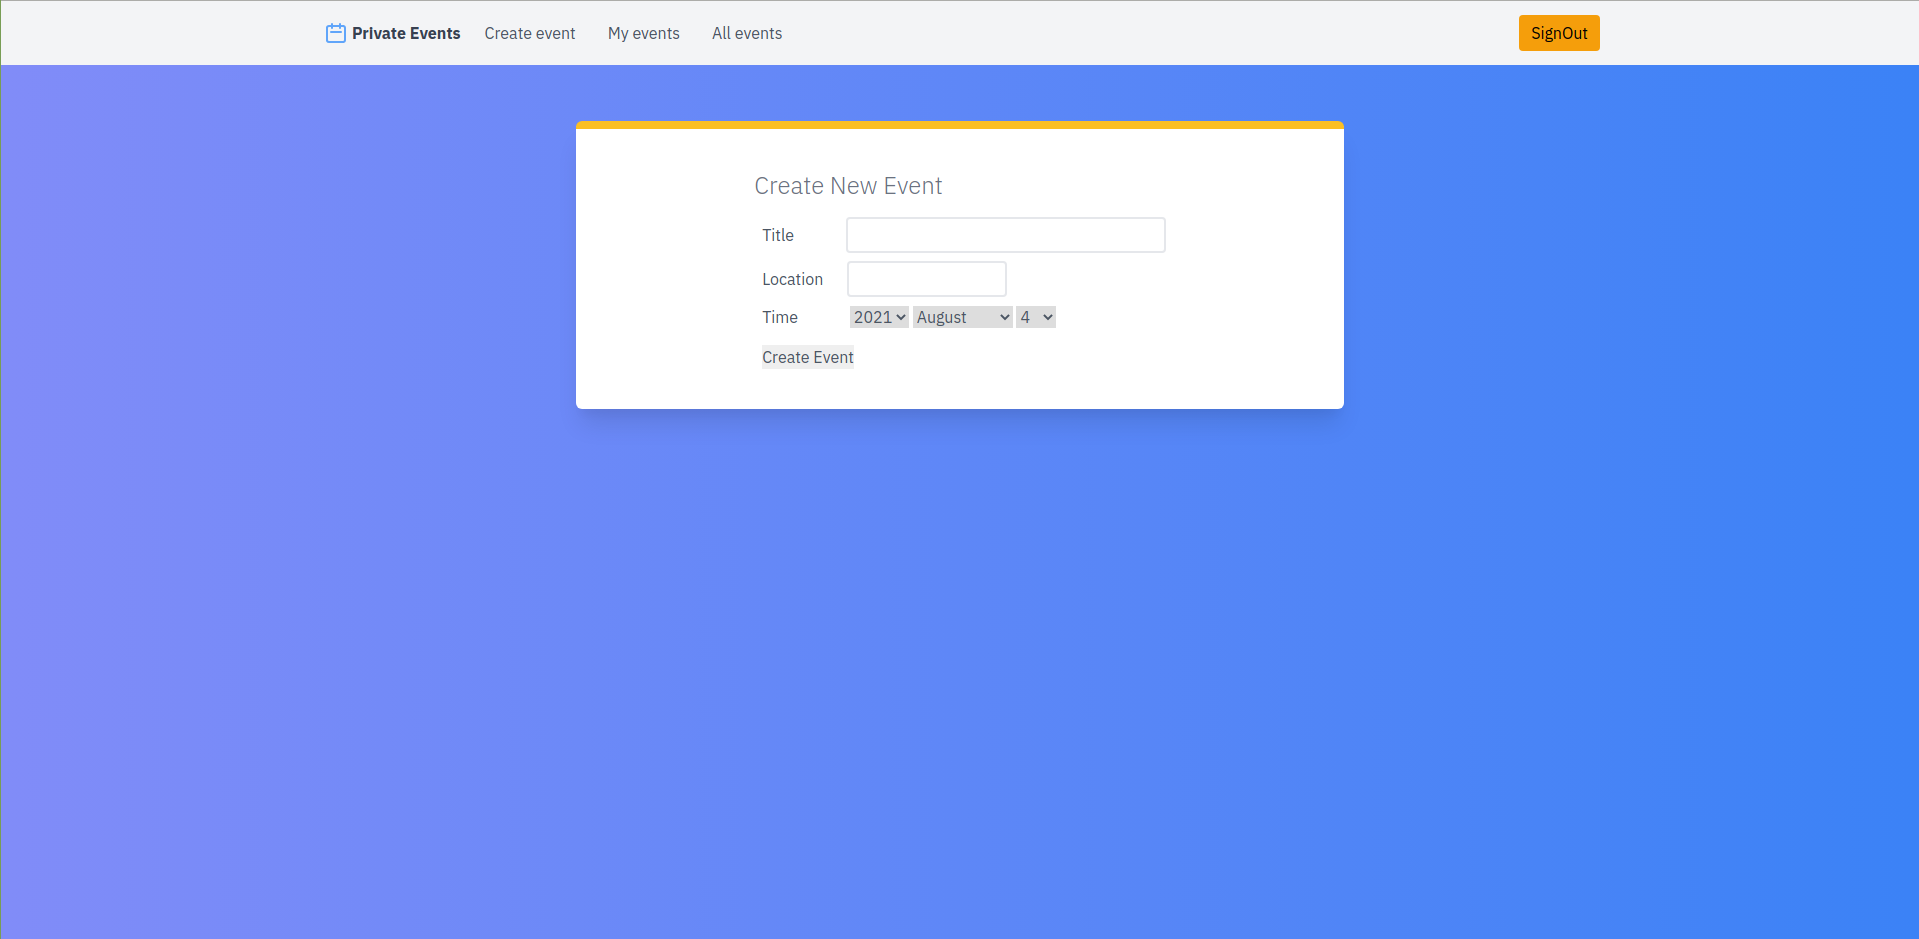 Private Events Create event My events All events SignOut
Create New Event
Title
Location
Time 2021 August 4
Create Event